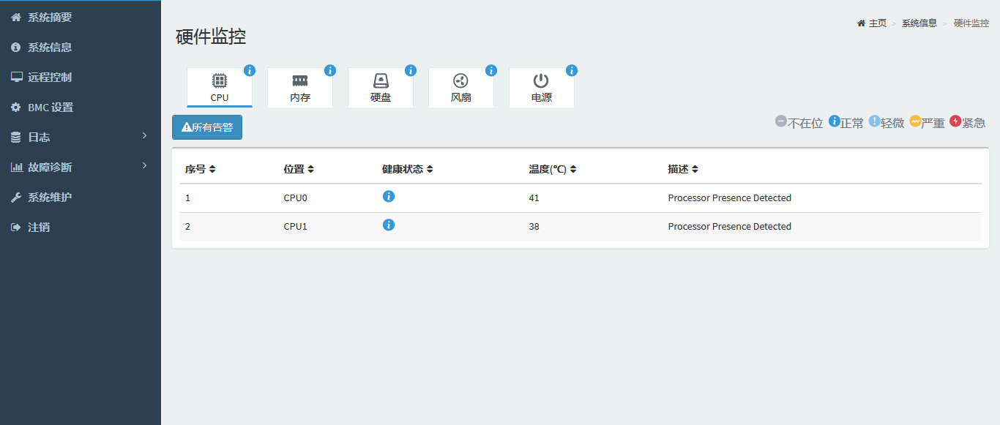 系统摘要
系统信息
远程控制
BMC 设置
日志
故障诊断
系统维护
注销
主页 > 系统信息 > 硬件监控
硬件监控
CPU 内存 硬盘 风扇 电源
所有告警
不在位 正常 轻微 严重 紧急
序号 位置 健康状态 温度(℃) 描述
1 CPU0 41 Processor Presence Detected
2 CPU1 38 Processor Presence Detected